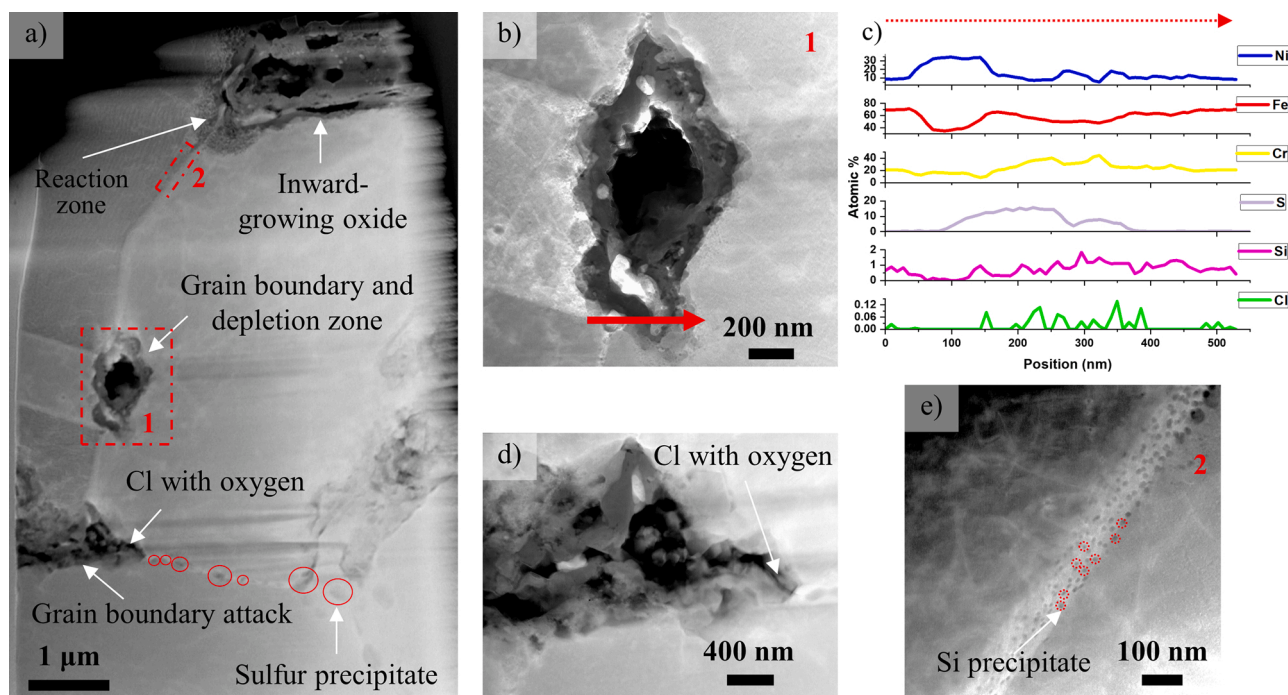 a)
Reaction
zone
2
Inward-
growing oxide
Grain boundary and
depletion zone
1
Cl with oxygen
Grain boundary attack
1 µm
Sulfur precipitate
b)
1
200 nm
c)
Ni
30
20
10
Fe
80
60
40
Cr
40
20
0
S
20
10
0
Si
2
1
0
Cl
0.12
0.06
0.00
Atomic %
0 100 200 300 400 500
Position (nm)
d)
Cl with oxygen
400 nm
e)
2
Si precipitate
100 nm